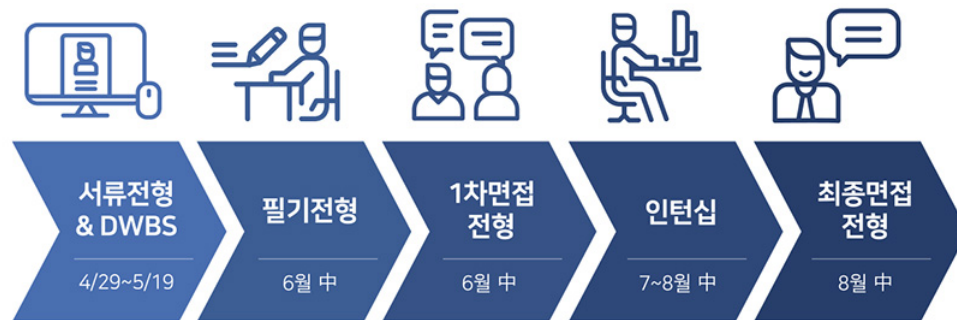 서류전형
& DWBS
4/29~5/19
필기전형
6월 中
1차면접
전형
6월 中
인턴십
7~8월 中
최종면접
전형
8월 中